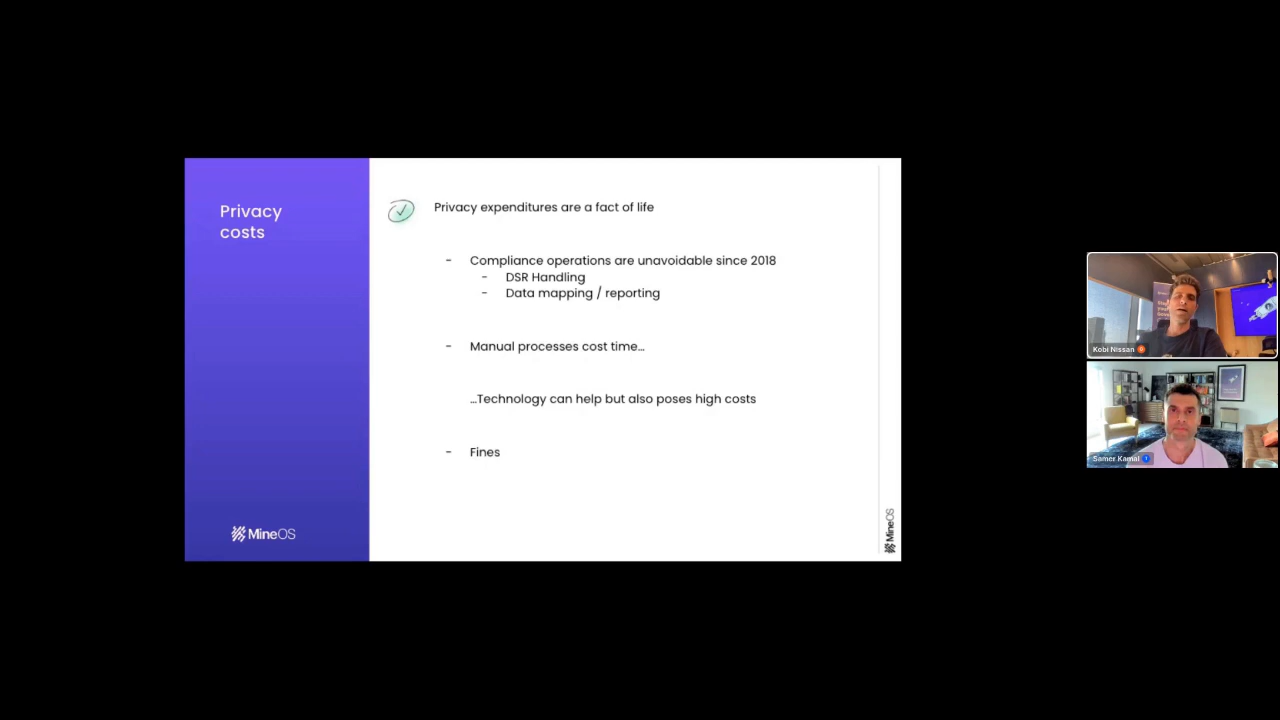 Privacy
costs
Privacy expenditures are a fact of life
- Compliance operations are unavoidable since 2018
- DSR Handling
- Data mapping / reporting
- Manual processes cost time...
...Technology can help but also poses high costs
- Fines
MineOS
MineOS
Kobi Nissan
Samer Kamal